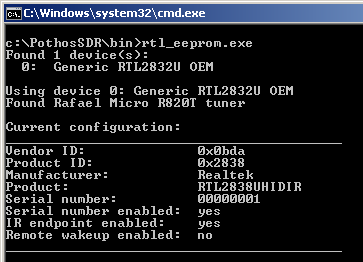 C:\Windows\system32\cmd.exe
c:\PothosSDR\bin>rtl_eeprom.exe
Found 1 device(s):
  0:  Generic RTL2832U OEM

Using device 0: Generic RTL2832U OEM
Found Rafael Micro R820T tuner

Current configuration:
__________________________________________
Vendor ID:              0x0bda
Product ID:             0x2838
Manufacturer:           Realtek
Product:                RTL2838UHIDIR
Serial number:          00000001
Serial number enabled:  yes
IR endpoint enabled:    yes
Remote wakeup enabled:  no
__________________________________________